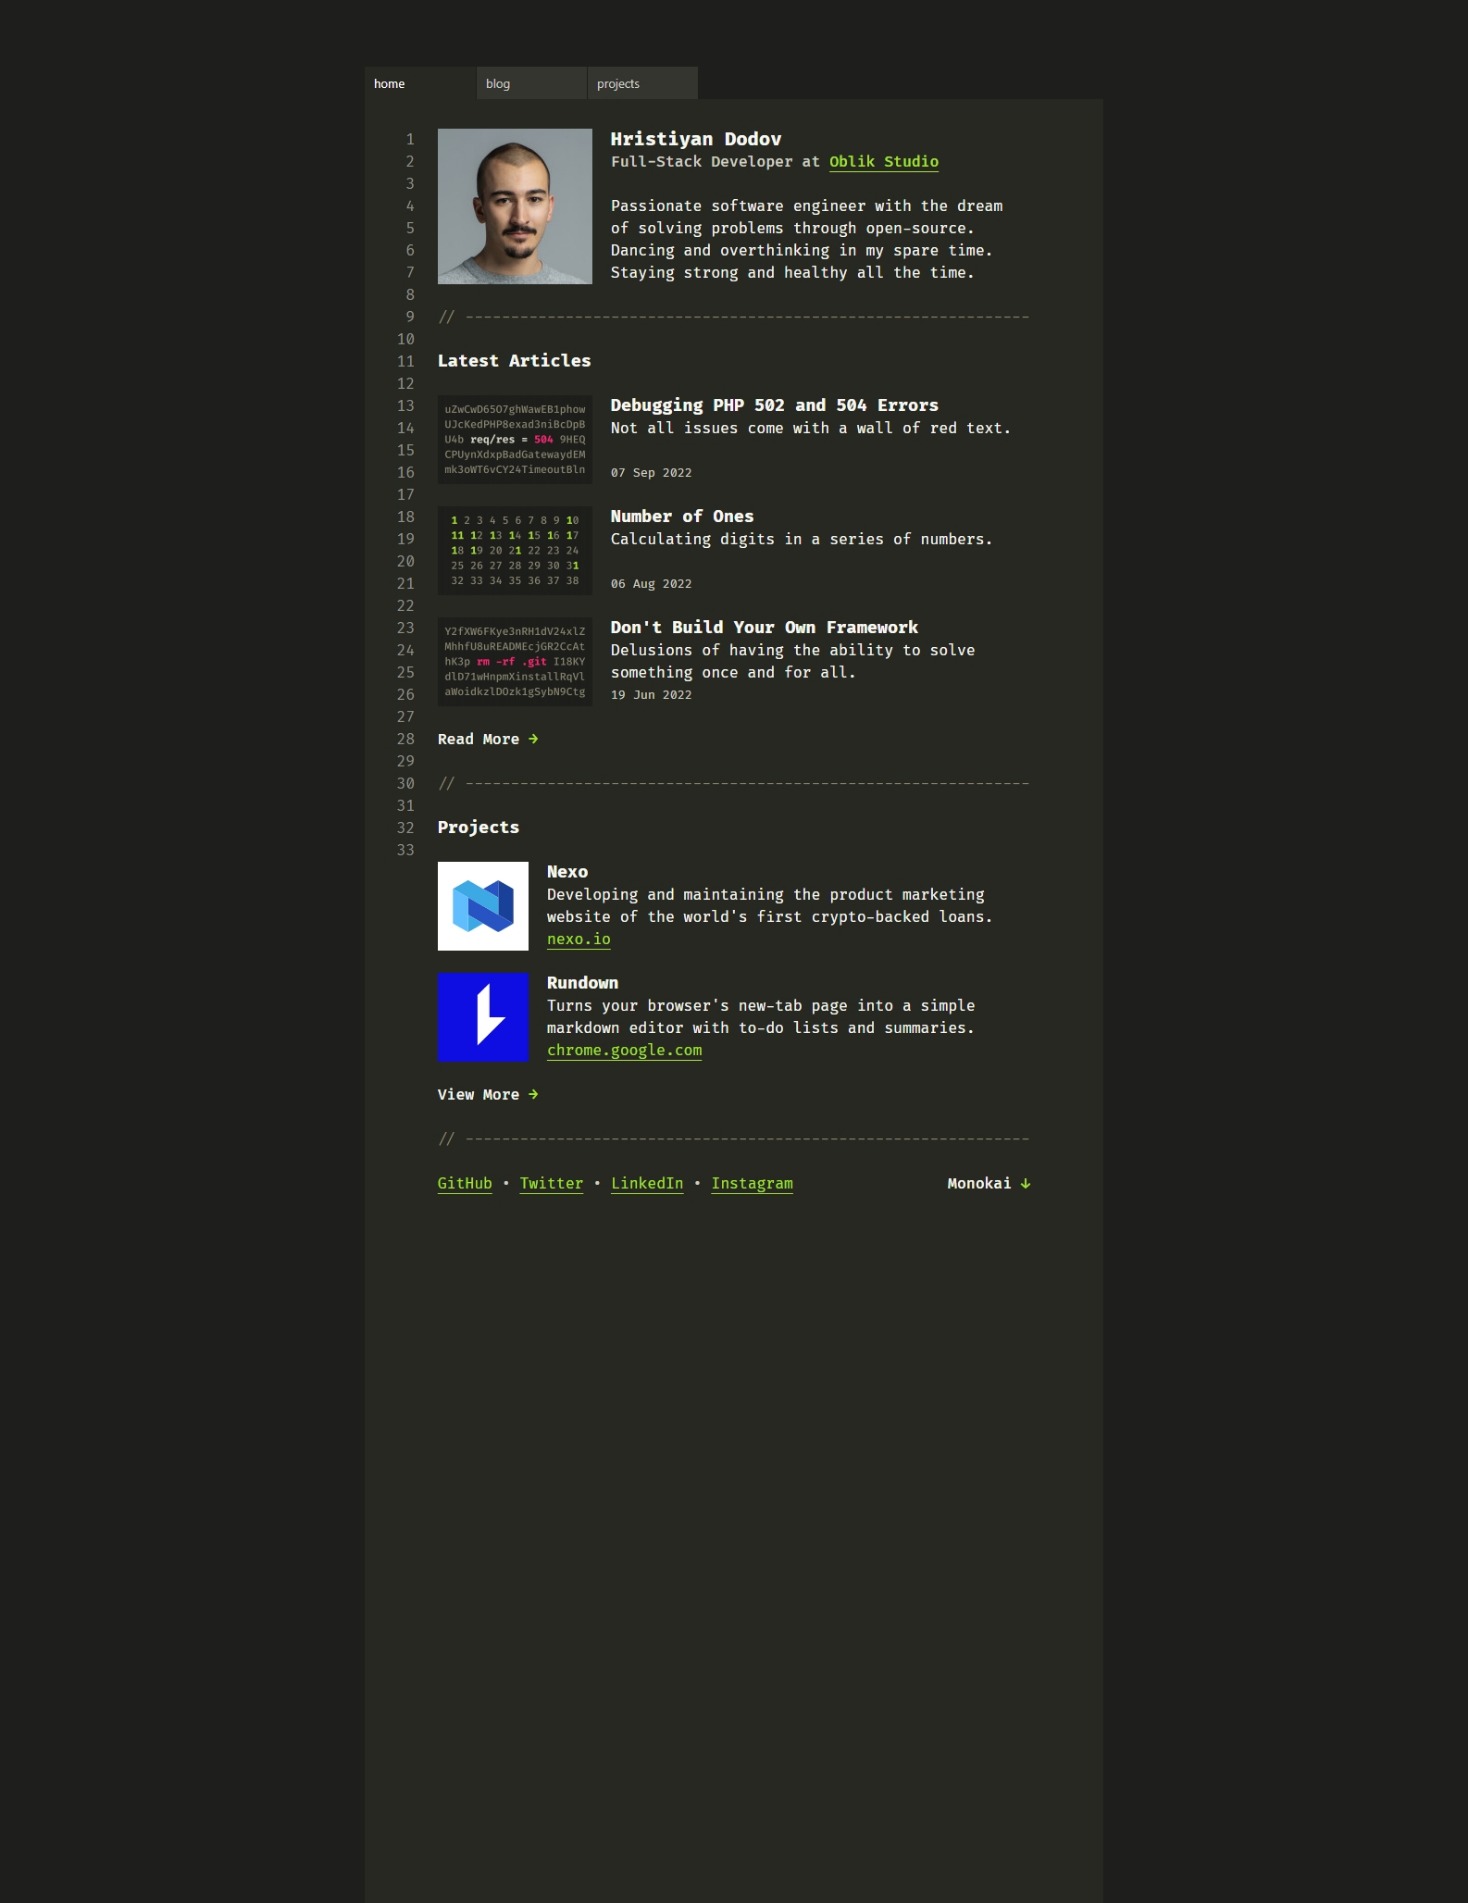 home
blog
projects
1
2
3
4
5
6
7
8
9
10
11
12
13
14
15
16
17
18
19
20
21
22
23
24
25
26
27
28
29
30
31
32
33
Hristiyan Dodov
Full-Stack Developer at Oblik Studio
Passionate software engineer with the dream
of solving problems through open-source.
Dancing and overthinking in my spare time.
Staying strong and healthy all the time.
// --------------------------------------------------------------
Latest Articles
uZwCwD65O7ghWawEB1phow
UJcKedPHP8exad3niBcDpB
U4b req/res = 504 9HEQ
CPUynXdxpBadGatewaydEM
mk3oWT6vCY24TimeoutBln
Debugging PHP 502 and 504 Errors
Not all issues come with a wall of red text.
07 Sep 2022
1 2 3 4 5 6 7 8 9 10
11 12 13 14 15 16 17
18 19 20 21 22 23 24
25 26 27 28 29 30 31
32 33 34 35 36 37 38
Number of Ones
Calculating digits in a series of numbers.
06 Aug 2022
Y2fXW6FKye3nRH1dV24xlZ
MhhfU8uREADMEcjGR2CcAt
hK3p rm -rf .git I18KY
dlD71wHnpmXinstallRqVl
aWoidkzlDOzk1gSybN9Ctg
Don't Build Your Own Framework
Delusions of having the ability to solve
something once and for all.
19 Jun 2022
Read More →
// --------------------------------------------------------------
Projects
Nexo
Developing and maintaining the product marketing
website of the world's first crypto-backed loans.
nexo.io
Rundown
Turns your browser's new-tab page into a simple
markdown editor with to-do lists and summaries.
chrome.google.com
View More →
// --------------------------------------------------------------
GitHub • Twitter • LinkedIn • Instagram
Monokai ↓